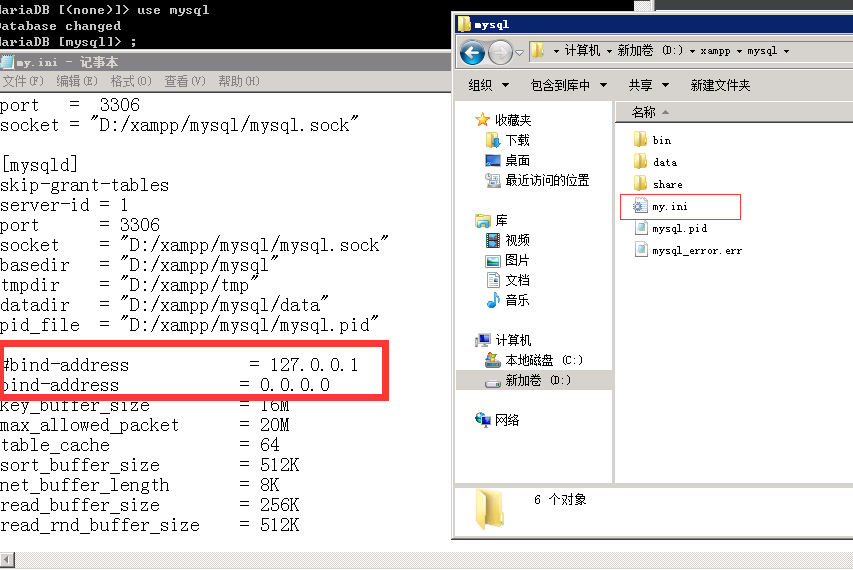 MariaDB [(none)]> use mysql
Database changed
MariaDB [mysql]> ;
my.ini - 记事本
文件(F) 编辑(E) 格式(O) 查看(V) 帮助(H)
port = 3306
socket = "D:/xampp/mysql/mysql.sock"
[mysqld]
skip-grant-tables
server-id = 1
port = 3306
socket = "D:/xampp/mysql/mysql.sock"
basedir = "D:/xampp/mysql"
tmpdir = "D:/xampp/tmp"
datadir = "D:/xampp/mysql/data"
pid_file = "D:/xampp/mysql/mysql.pid"
#bind-address = 127.0.0.1
bind-address = 0.0.0.0
key_buffer_size = 16M
max_allowed_packet = 20M
table_cache = 64
sort_buffer_size = 512K
net_buffer_length = 8K
read_buffer_size = 256K
read_rnd_buffer_size = 512K
mysql
计算机 新加卷 (D:) xampp mysql
组织 包含到库中 共享 新建文件夹
收藏夹
下载
桌面
最近访问的位置
库
视频
图片
文档
音乐
计算机
本地磁盘 (C:)
新加卷 (D:)
网络
名称
bin
data
share
my.ini
mysql.pid
mysql_error.err
6 个对象